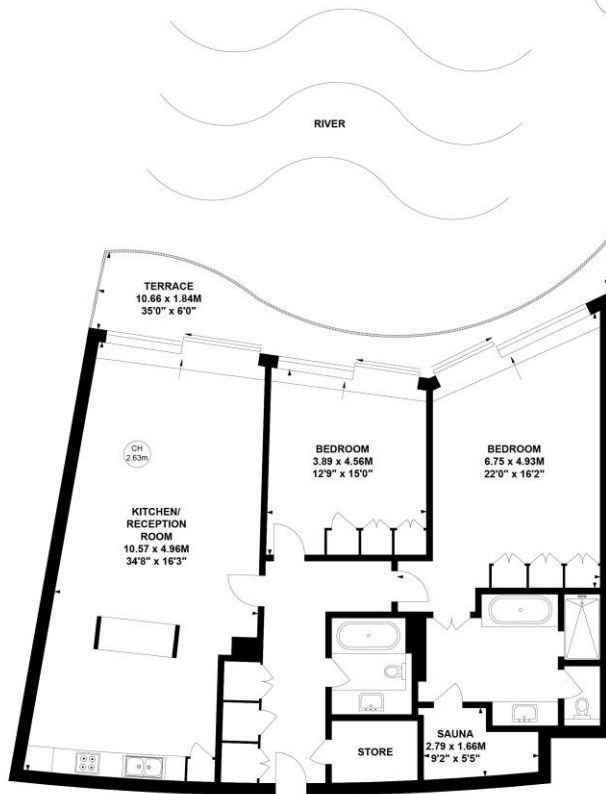 RIVER
TERRACE
10.66 x 1.84M
35'0" x 6'0"
CH
2.63m
KITCHEN/
RECEPTION
ROOM
10.57 x 4.96M
34'8" x 16'3"
BEDROOM
3.89 x 4.56M
12'9" x 15'0"
BEDROOM
6.75 x 4.93M
22'0" x 16'2"
STORE
SAUNA
2.79 x 1.66M
9'2" x 5'5"